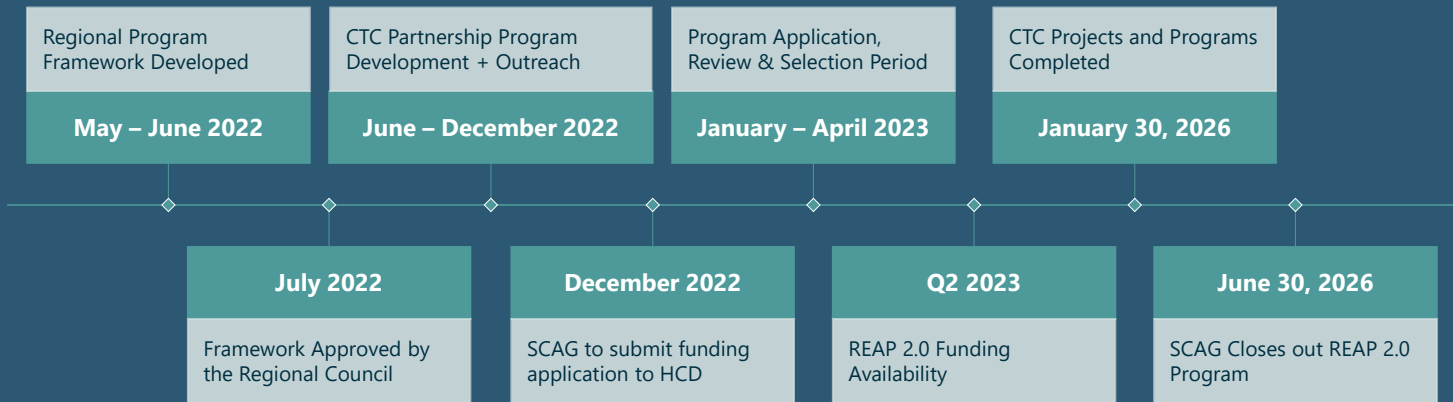 Regional Program
Framework Developed
May – June 2022
CTC Partnership Program
Development + Outreach
June – December 2022
Program Application,
Review & Selection Period
January – April 2023
CTC Projects and Programs
Completed
January 30, 2026
July 2022
Framework Approved by
the Regional Council
December 2022
SCAG to submit funding
application to HCD
Q2 2023
REAP 2.0 Funding
Availability
June 30, 2026
SCAG Closes out REAP 2.0
Program